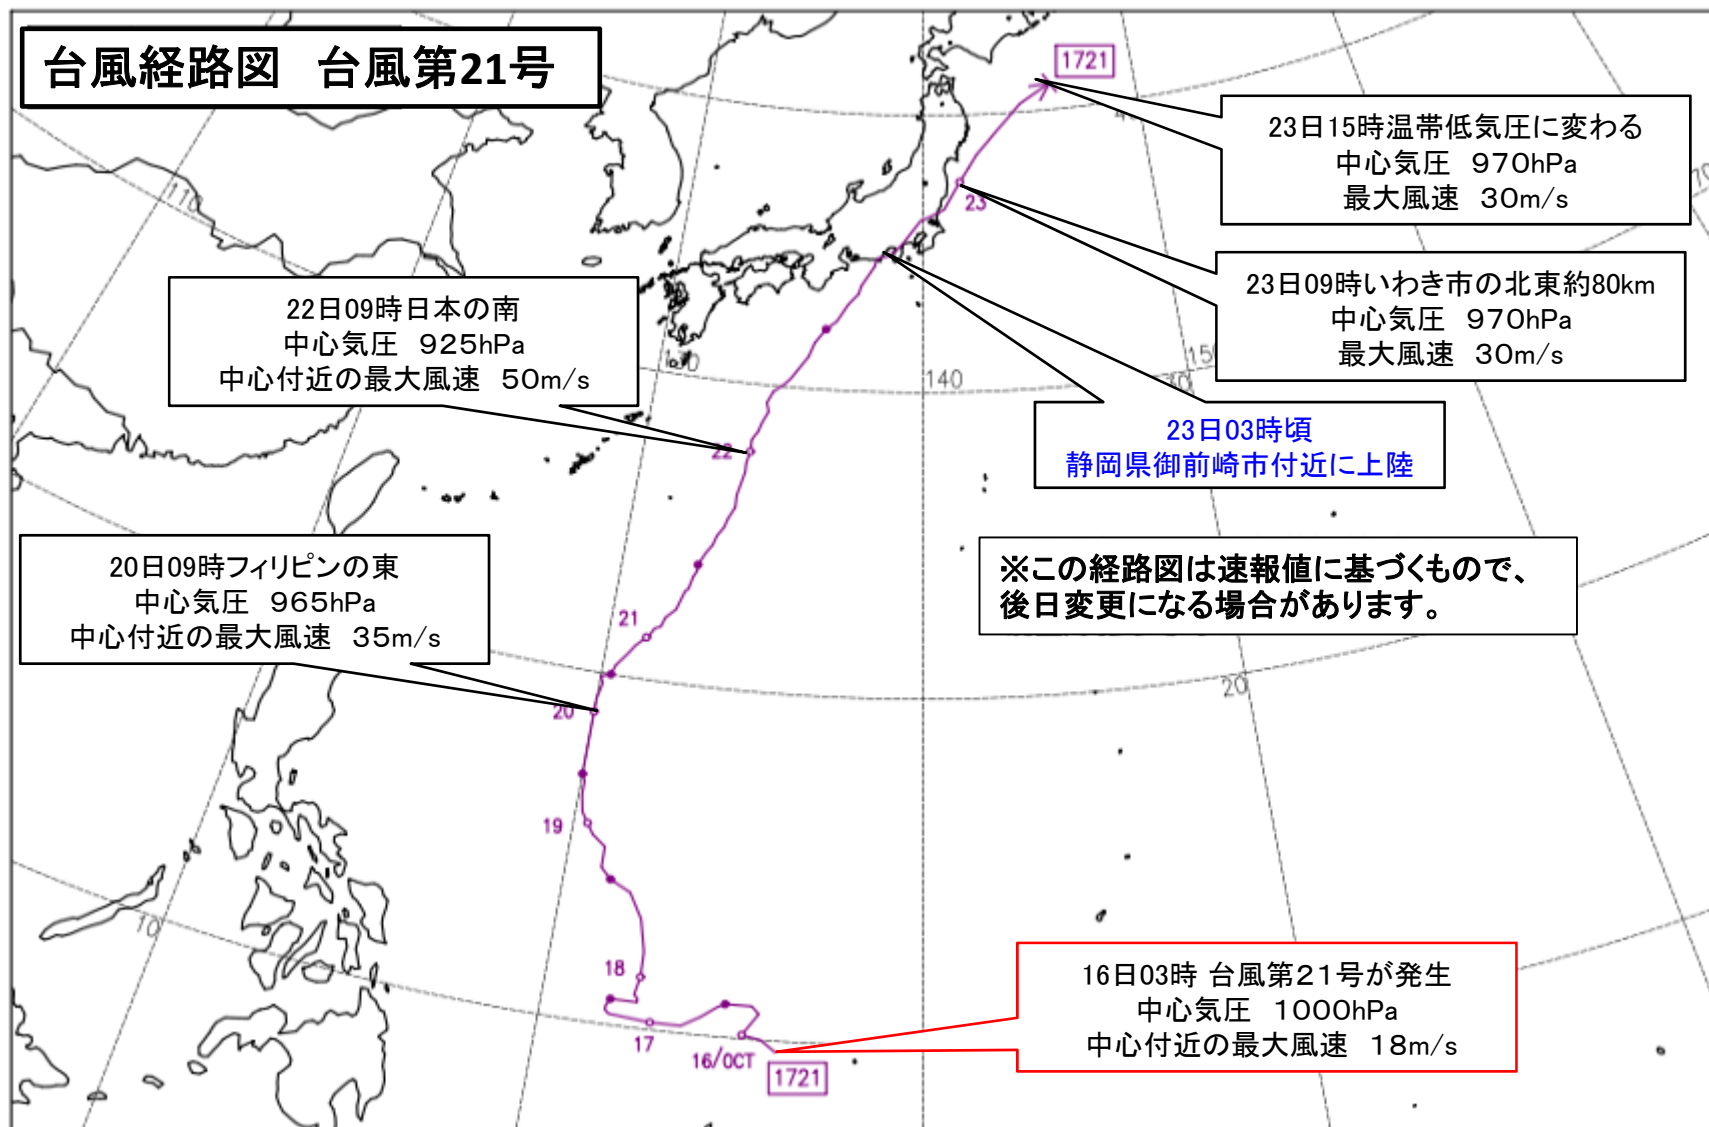 台風経路図　台風第21号
1721
23日15時温帯低気圧に変わる
中心気圧　970hPa
最大風速　30m/s
110
23
23日09時いわき市の北東約80km
中心気圧　970hPa
最大風速　30m/s
22日09時日本の南
中心気圧　925hPa
中心付近の最大風速　50m/s
130
140
150
30
23日03時頃
静岡県御前崎市付近に上陸
22
20日09時フィリピンの東
中心気圧　965hPa
中心付近の最大風速　35m/s
※この経路図は速報値に基づくもので、
後日変更になる場合があります。
21
20
20
19
10
18
16日03時 台風第21号が発生
中心気圧　1000hPa
中心付近の最大風速　18m/s
17
16/OCT
1721